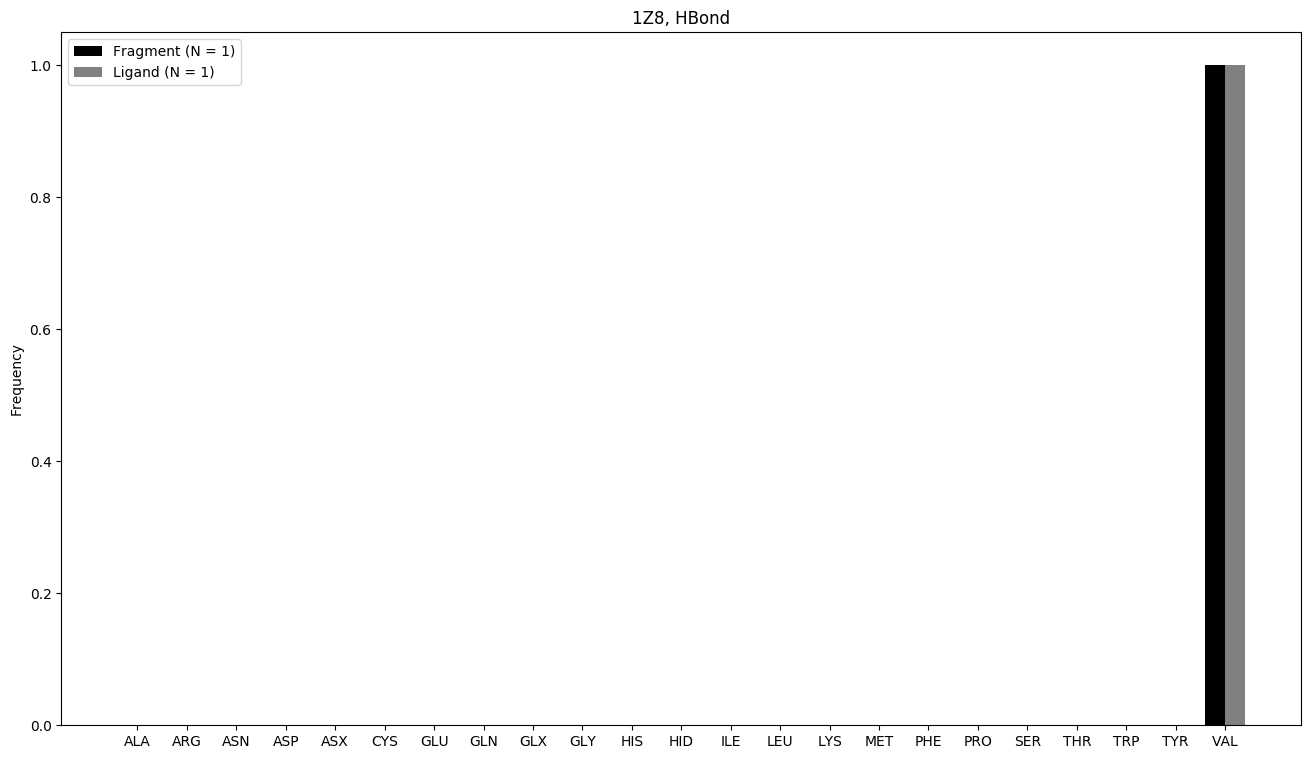 1Z8, HBond
Fragment (N = 1)
Ligand (N = 1)
Frequency
1.0
0.8
0.6
0.4
0.2
0.0
ALA ARG ASN ASP ASX CYS GLU GLN GLX GLY HIS HID ILE LEU LYS MET PHE PRO SER THR TRP TYR VAL